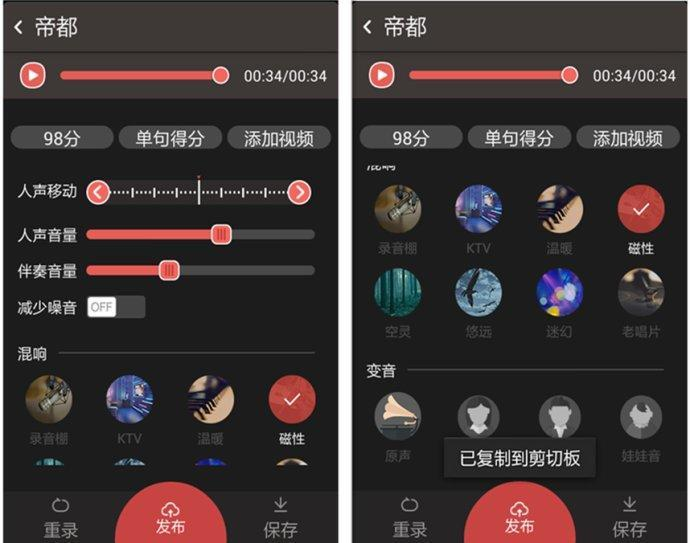 帝都
00:34/00:34
98分
单句得分
添加视频
人声移动
人声音量
伴奏音量
减少噪音
OFF
混响
录音棚
KTV
温暖
磁性
重录
发布
保存
帝都
00:34/00:34
98分
单句得分
添加视频
混响
录音棚
KTV
温暖
磁性
空灵
悠远
迷幻
老唱片
变音
原声
娃娃音
已复制到剪切板
重录
发布
保存